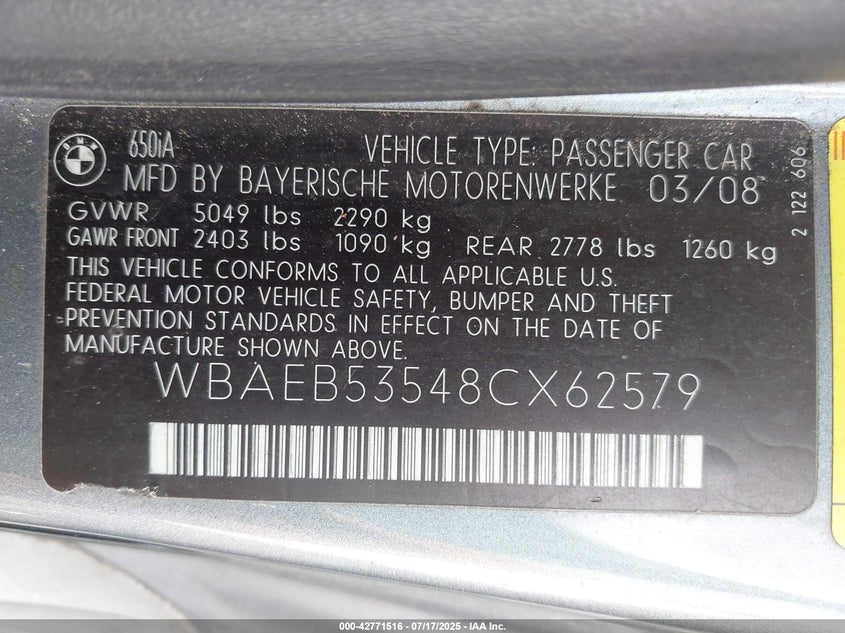 BMW
650iA
VEHICLE TYPE: PASSENGER CAR
MFD BY BAYERISCHE MOTORENWERKE 03/08
GVWR 5049 lbs 2290 kg
GAWR FRONT 2403 lbs 1090 kg REAR 2778 lbs 1260 kg
THIS VEHICLE CONFORMS TO ALL APPLICABLE U.S.
FEDERAL MOTOR VEHICLE SAFETY, BUMPER AND THEFT
PREVENTION STANDARDS IN EFFECT ON THE DATE OF
MANUFACTURE SHOWN ABOVE.
WBAEB53548CX62579
2 122 606
000-42771516 - 07/17/2025 - IAA Inc.